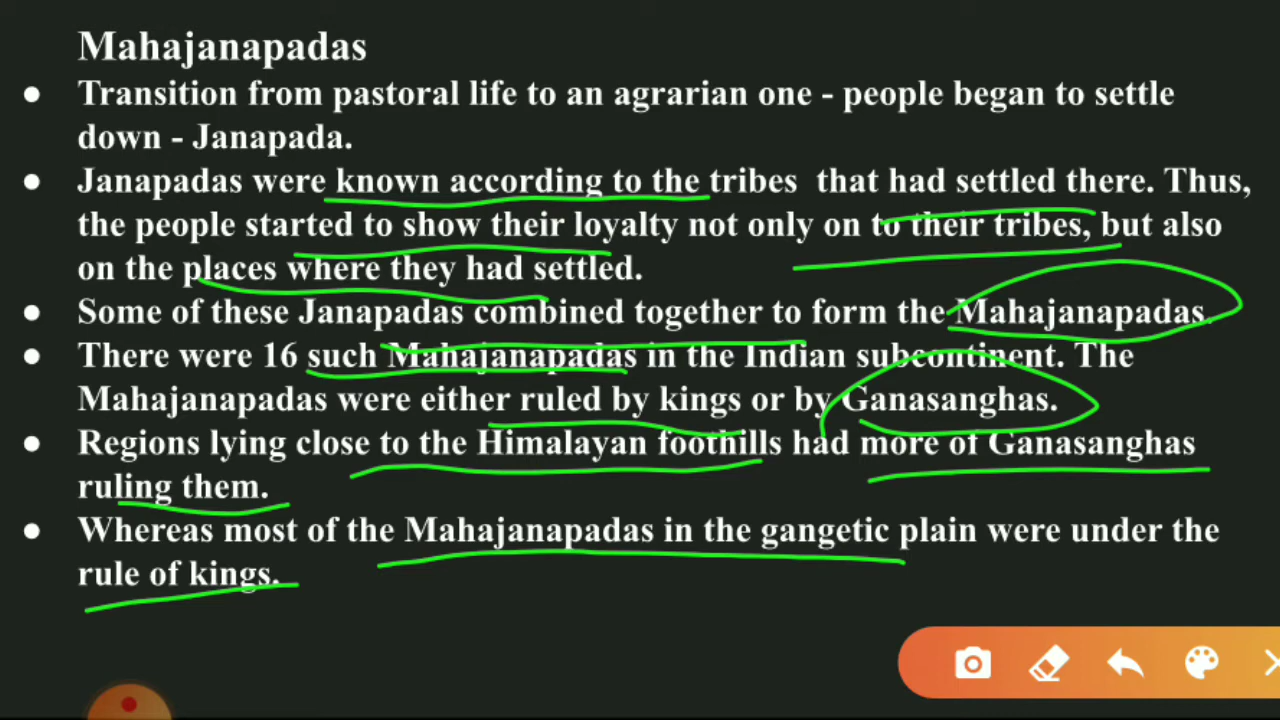 Mahajanapadas
● Transition from pastoral life to an agrarian one - people began to settle
down - Janapada.
● Janapadas were known according to the tribes that had settled there. Thus,
the people started to show their loyalty not only on to their tribes, but also
on the places where they had settled.
● Some of these Janapadas combined together to form the Mahajanapadas.
● There were 16 such Mahajanapadas in the Indian subcontinent. The
Mahajanapadas were either ruled by kings or by Ganasanghas.
● Regions lying close to the Himalayan foothills had more of Ganasanghas
ruling them.
● Whereas most of the Mahajanapadas in the gangetic plain were under the
rule of kings.